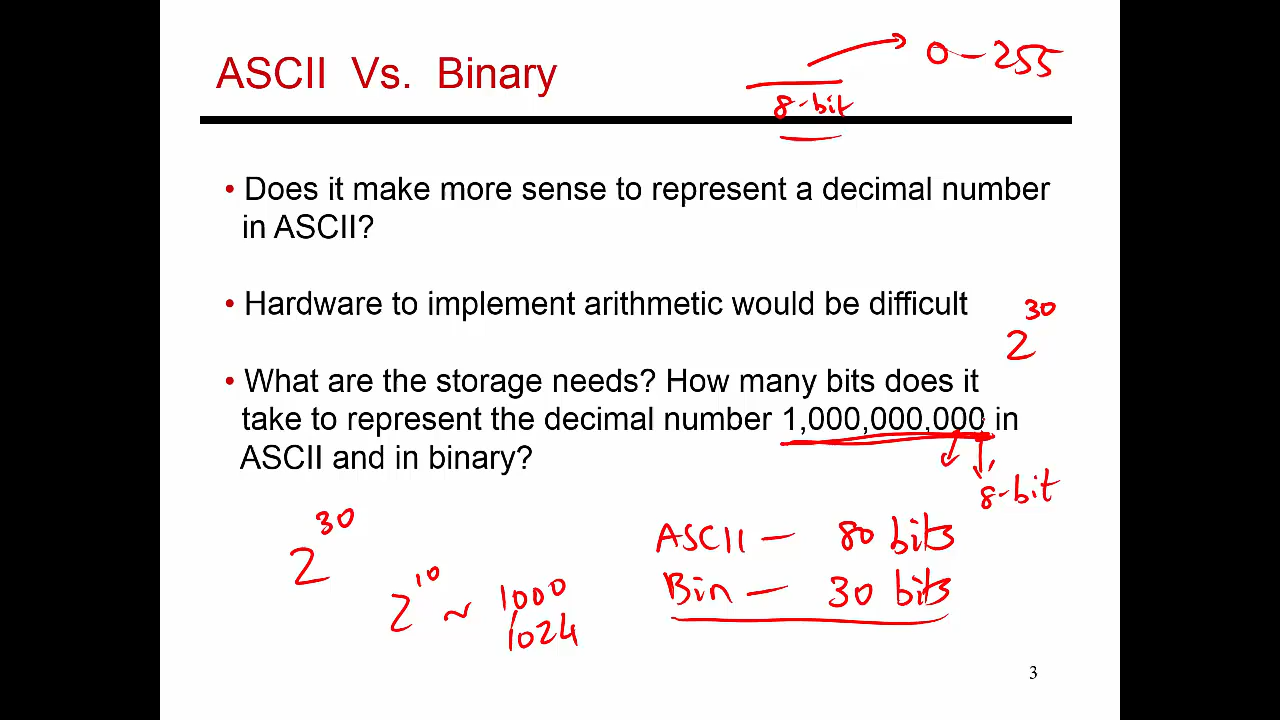 0-255
ASCII Vs. Binary
8-bit
• Does it make more sense to represent a decimal number
in ASCII?
• Hardware to implement arithmetic would be difficult
2^30
• What are the storage needs? How many bits does it
take to represent the decimal number 1,000,000,000 in
ASCII and in binary?
8-bit
2^30
ASCII - 80 bits
2^10 ~ 1000
1024
Bin - 30 bits
3